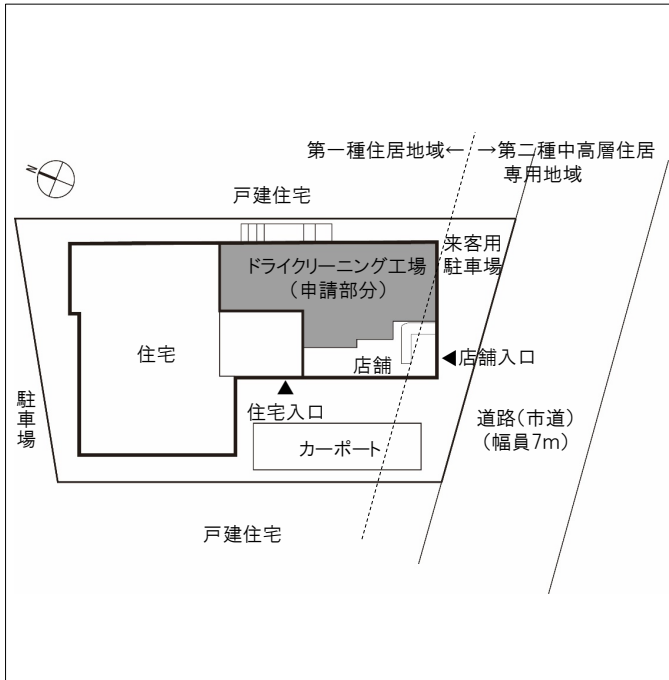 第一種住居地域← →第二種中高層住居
専用地域
N
戸建住宅
来客用
駐車場
ドライクリーニング工場
(申請部分)
住宅
店舗
◀店舗入口
▲
住宅入口
駐車場
道路(市道)
(幅員7m)
カーポート
戸建住宅